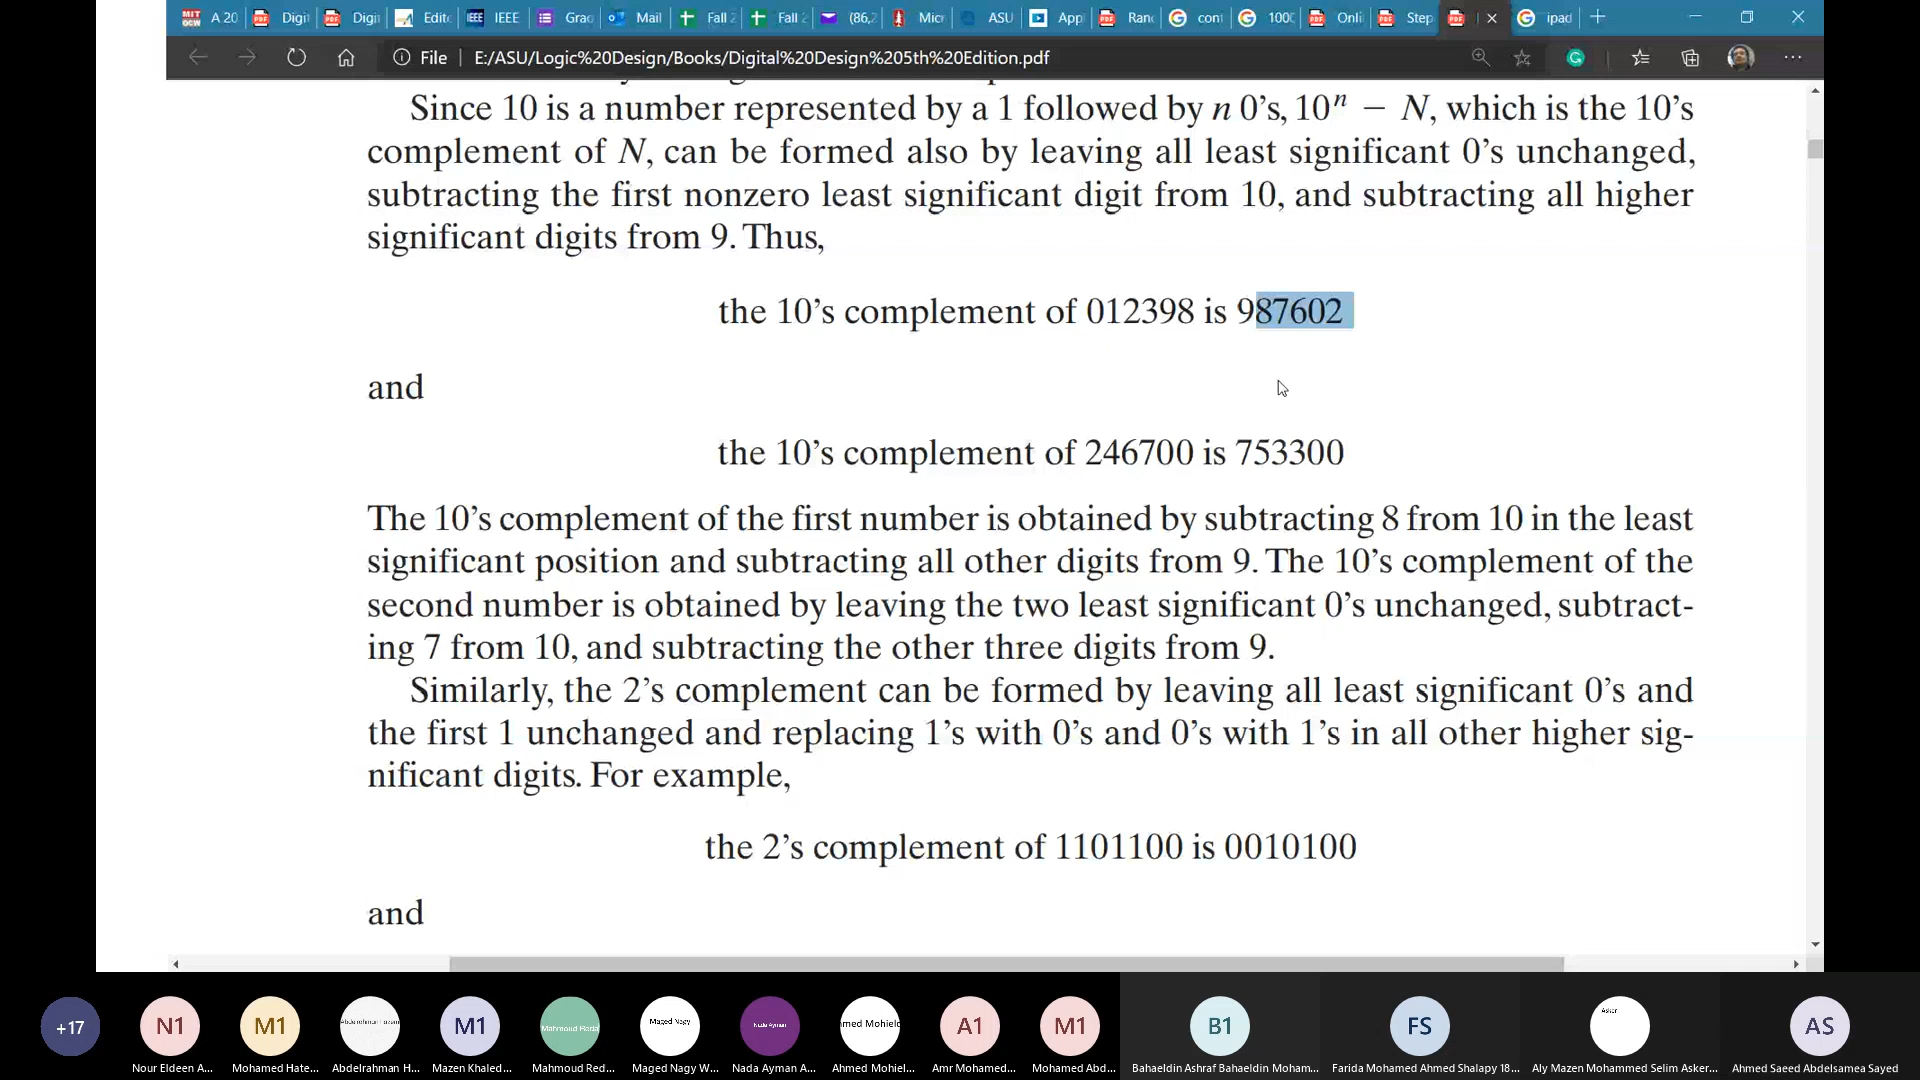 A 20 Digi Digi Edit IEEE Grad Mail Fall Fall (86, Micr ASU App Ran con 100 Onli Step ipad
File E:/ASU/Logic%20Design/Books/Digital%20Design%205th%20Edition.pdf
Since 10 is a number represented by a 1 followed by n 0's, 10ⁿ − N, which is the 10's
complement of N, can be formed also by leaving all least significant 0's unchanged,
subtracting the first nonzero least significant digit from 10, and subtracting all higher
significant digits from 9. Thus,
the 10's complement of 012398 is 987602
and
the 10's complement of 246700 is 753300
The 10's complement of the first number is obtained by subtracting 8 from 10 in the least
significant position and subtracting all other digits from 9. The 10's complement of the
second number is obtained by leaving the two least significant 0's unchanged, subtract-
ing 7 from 10, and subtracting the other three digits from 9.
Similarly, the 2's complement can be formed by leaving all least significant 0's and
the first 1 unchanged and replacing 1's with 0's and 0's with 1's in all other higher sig-
nificant digits. For example,
the 2's complement of 1101100 is 0010100
and
+17 N1 M1 M1 Mahmoud Reda Maged Nagy Nada Ayman A1 M1 B1 FS Asker AS
Nour Eldeen A... Mohamed Hate... Abdelrahman H... Mazen Khaled... Mahmoud Red... Maged Nagy W... Nada Ayman A... Ahmed Mohiel... Amr Mohamed... Mohamed Abd... Bahaeldin Ashraf Bahaeldin Moham... Farida Mohamed Ahmed Shalapy 18... Aly Mazen Mohammed Selim Asker... Ahmed Saeed Abdelsamea Sayed